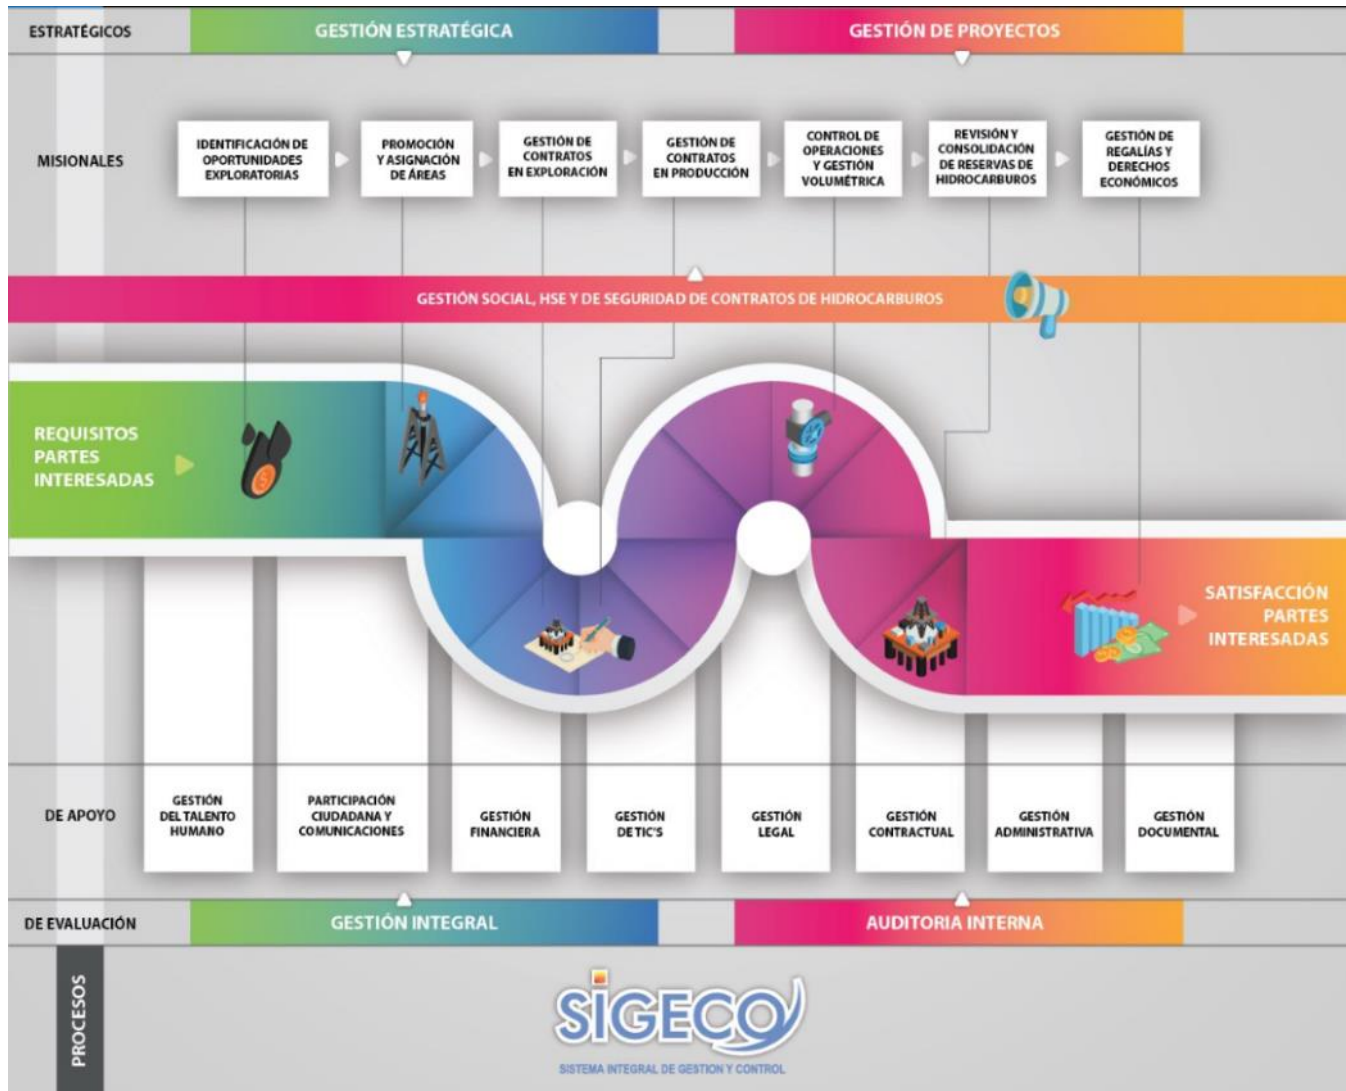 ESTRATÉGICOS
GESTIÓN ESTRATÉGICA
GESTIÓN DE PROYECTOS
MISIONALES
IDENTIFICACIÓN DE
OPORTUNIDADES
EXPLORATORIAS
PROMOCIÓN
Y ASIGNACIÓN
DE ÁREAS
GESTIÓN DE
CONTRATOS
EN EXPLORACIÓN
GESTIÓN DE
CONTRATOS
EN PRODUCCIÓN
CONTROL DE
OPERACIONES
Y GESTIÓN
VOLUMÉTRICA
REVISIÓN Y
CONSOLIDACIÓN
DE RESERVAS DE
HIDROCARBUROS
GESTIÓN DE
REGALÍAS Y
DERECHOS
ECONÓMICOS
GESTIÓN SOCIAL, HSE Y DE SEGURIDAD DE CONTRATOS DE HIDROCARBUROS
REQUISITOS
PARTES
INTERESADAS
SATISFACCIÓN
PARTES
INTERESADAS
DE APOYO
GESTIÓN
DEL TALENTO
HUMANO
PARTICIPACIÓN
CIUDADANA Y
COMUNICACIONES
GESTIÓN
FINANCIERA
GESTIÓN
DE TIC'S
GESTIÓN
LEGAL
GESTIÓN
CONTRACTUAL
GESTIÓN
ADMINISTRATIVA
GESTIÓN
DOCUMENTAL
DE EVALUACIÓN
GESTIÓN INTEGRAL
AUDITORIA INTERNA
PROCESOS
SIGECO
SISTEMA INTEGRAL DE GESTION Y CONTROL